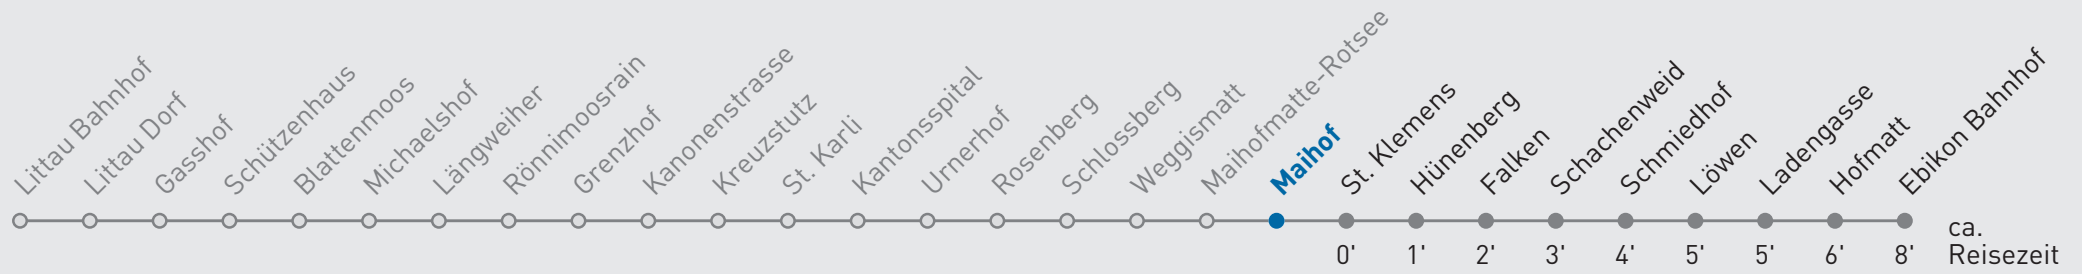 Littau Bahnhof
Littau Dorf
Gasshof
Schützenhaus
Blattenmoos
Michaelshof
Längweiher
Rönnimoosrain
Grenzhof
Kanonenstrasse
Kreuzstutz
St. Karli
Kantonsspital
Urnerhof
Rosenberg
Schlossberg
Weggismatt
Maihofmatte-Rotsee
Maihof
St. Klemens
Hünenberg
Falken
Schachenweid
Schmiedhof
Löwen
Ladengasse
Hofmatt
Ebikon Bahnhof
0' 1' 2' 3' 4' 5' 5' 6' 8'
ca.
Reisezeit